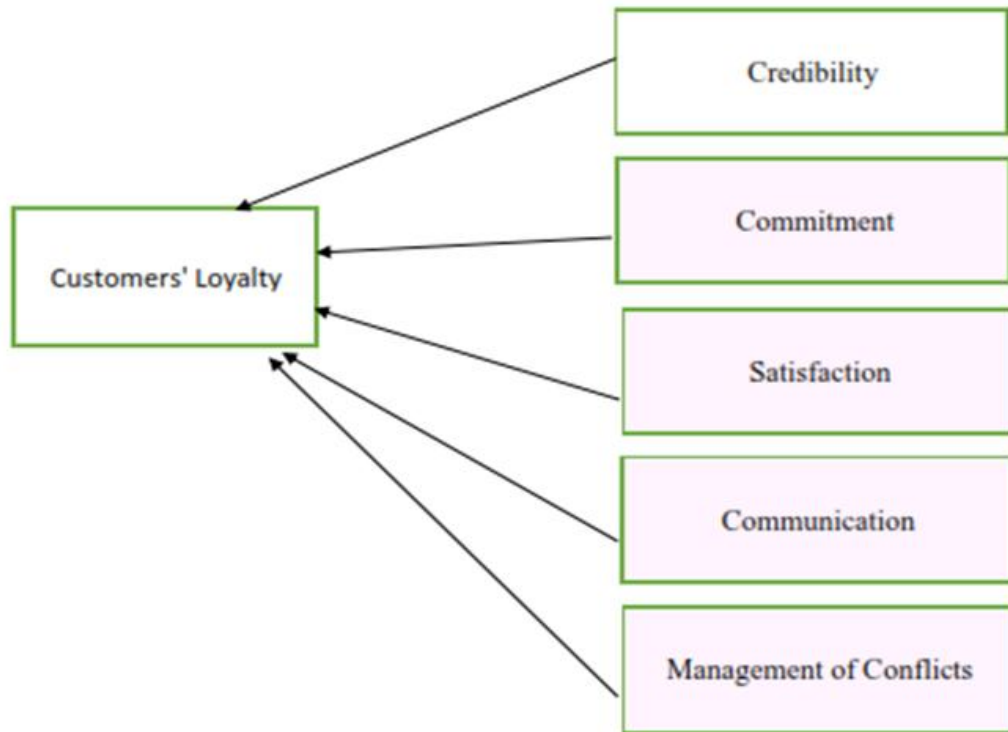 Credibility
Commitment
Customers' Loyalty
Satisfaction
Communication
Management of Conflicts